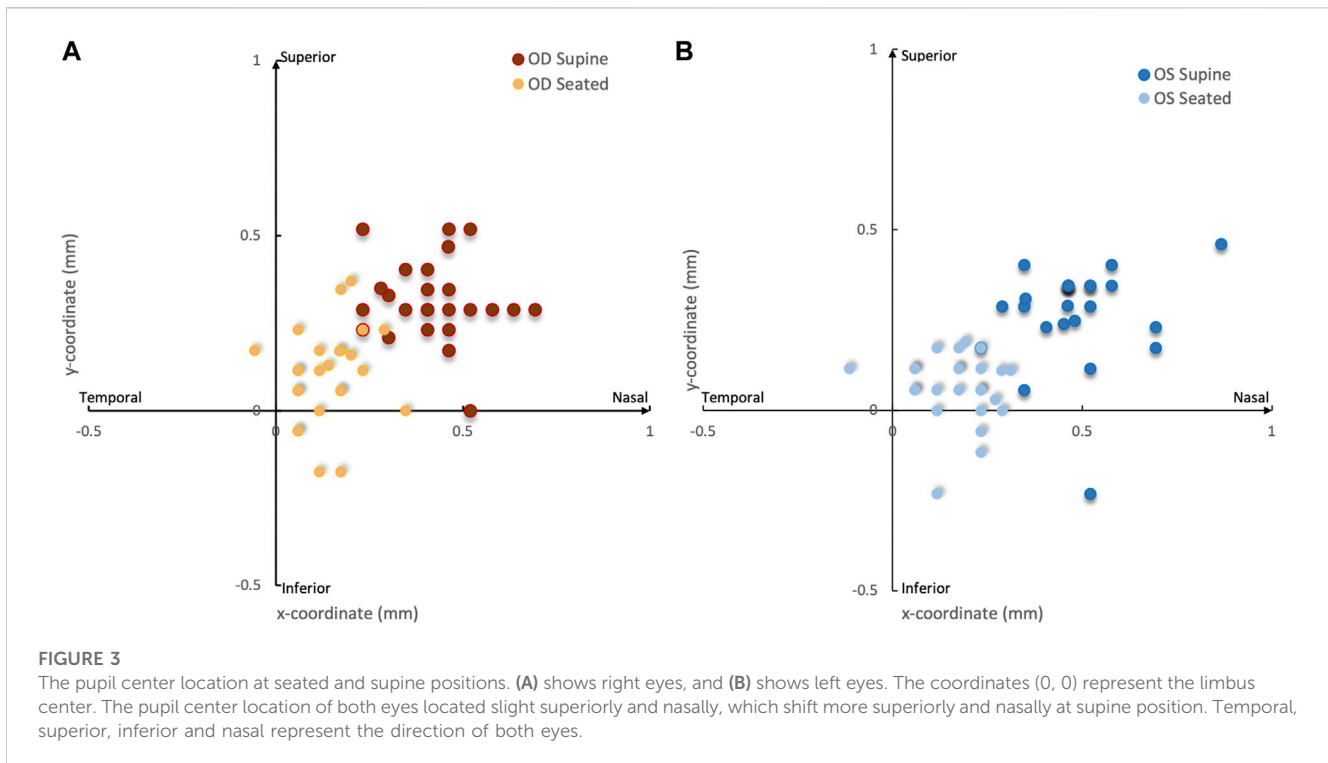 A
Superior
1
OD Supine
OD Seated
0.5
y-coordinate (mm)
Temporal
Nasal
0
-0.5
0
0.5
1
-0.5
Inferior
x-coordinate (mm)
B
1
Superior
OS Supine
OS Seated
0.5
y-coordinate (mm)
Temporal
Nasal
0
-0.5
0
0.5
1
-0.5
Inferior
x-coordinate (mm)
FIGURE 3
The pupil center location at seated and supine positions. (A) shows right eyes, and (B) shows left eyes. The coordinates (0, 0) represent the limbus
center. The pupil center location of both eyes located slight superiorly and nasally, which shift more superiorly and nasally at supine position. Temporal,
superior, inferior and nasal represent the direction of both eyes.